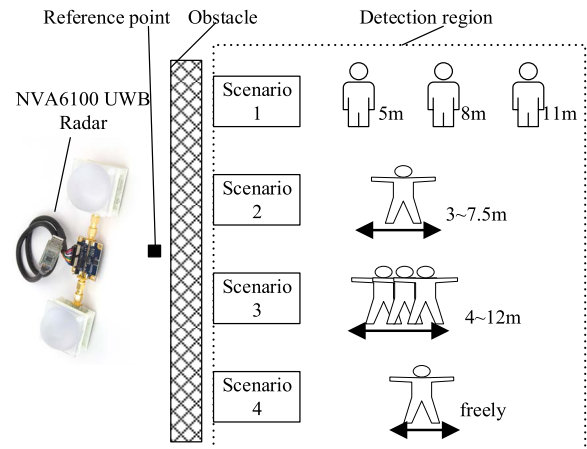 Reference point
Obstacle
Detection region
NVA6100 UWB
Radar
Scenario
1
5m
8m
11m
Scenario
2
3~7.5m
Scenario
3
4~12m
Scenario
4
freely